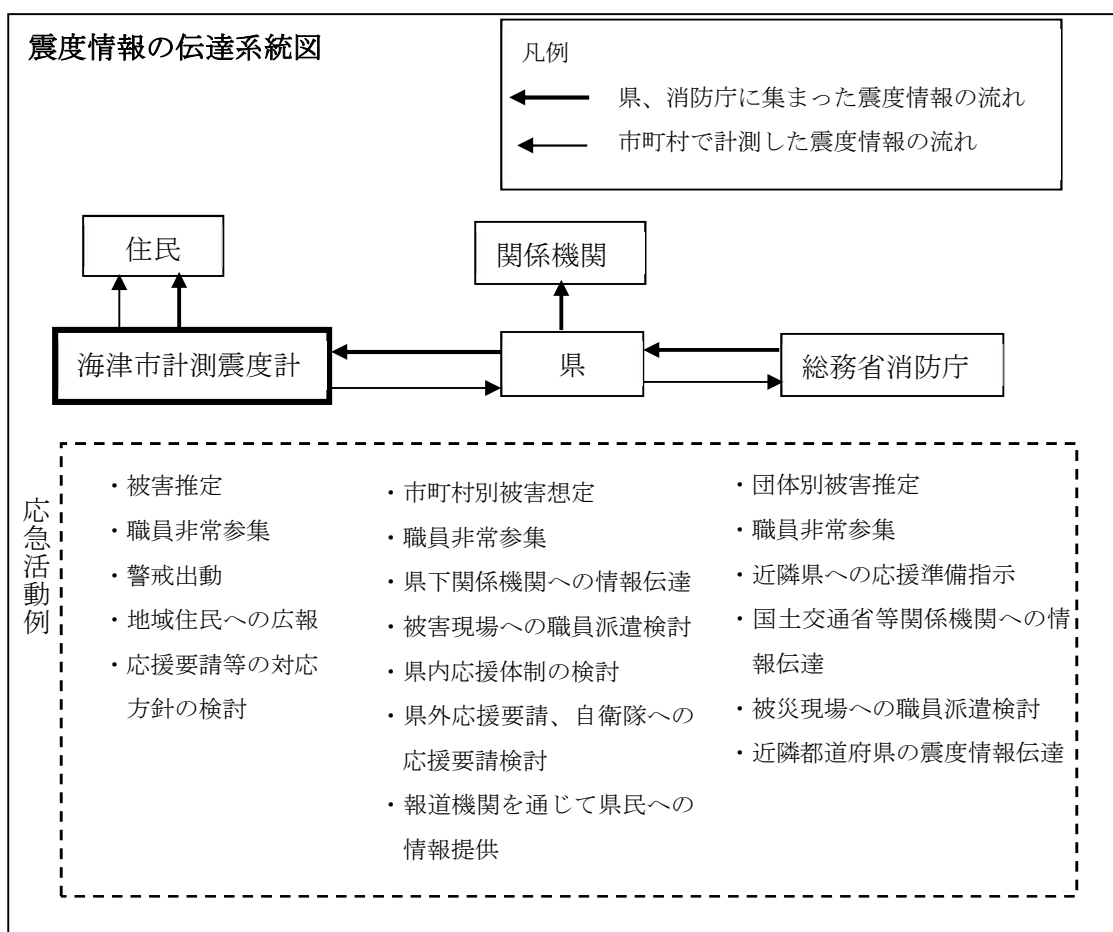 震度情報の伝達系統図
凡例
県、消防庁に集まった震度情報の流れ
市町村で計測した震度情報の流れ
住民
関係機関
海津市計測震度計
県
総務省消防庁
応急活動例
・被害推定
・職員非常参集
・警戒出動
・地域住民への広報
・応援要請等の対応
方針の検討
・市町村別被害想定
・職員非常参集
・県下関係機関への情報伝達
・被害現場への職員派遣検討
・県内応援体制の検討
・県外応援要請、自衛隊への
応援要請検討
・報道機関を通じて県民への
情報提供
・団体別被害推定
・職員非常参集
・近隣県への応援準備指示
・国土交通省等関係機関への情
報伝達
・被災現場への職員派遣検討
・近隣都道府県の震度情報伝達